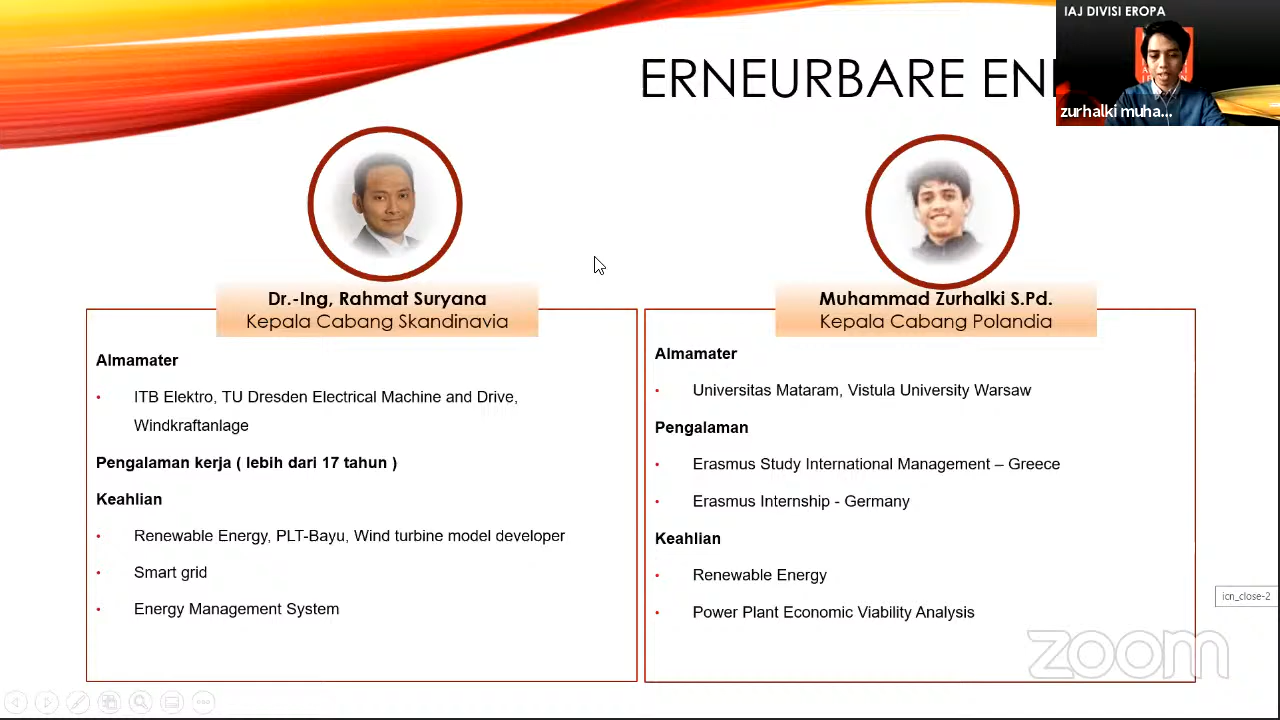 IAJ DIVISI EROPA
ERNEURBARE EN
zurhalki muha...
Dr.-Ing, Rahmat Suryana
Kepala Cabang Skandinavia
Almamater
• ITB Elektro, TU Dresden Electrical Machine and Drive,
Windkraftanlage
Pengalaman kerja ( lebih dari 17 tahun )
Keahlian
• Renewable Energy, PLT-Bayu, Wind turbine model developer
• Smart grid
• Energy Management System
Muhammad Zurhalki S.Pd.
Kepala Cabang Polandia
Almamater
• Universitas Mataram, Vistula University Warsaw
Pengalaman
• Erasmus Study International Management – Greece
• Erasmus Internship - Germany
Keahlian
• Renewable Energy
• Power Plant Economic Viability Analysis
icn_close-2
zoom